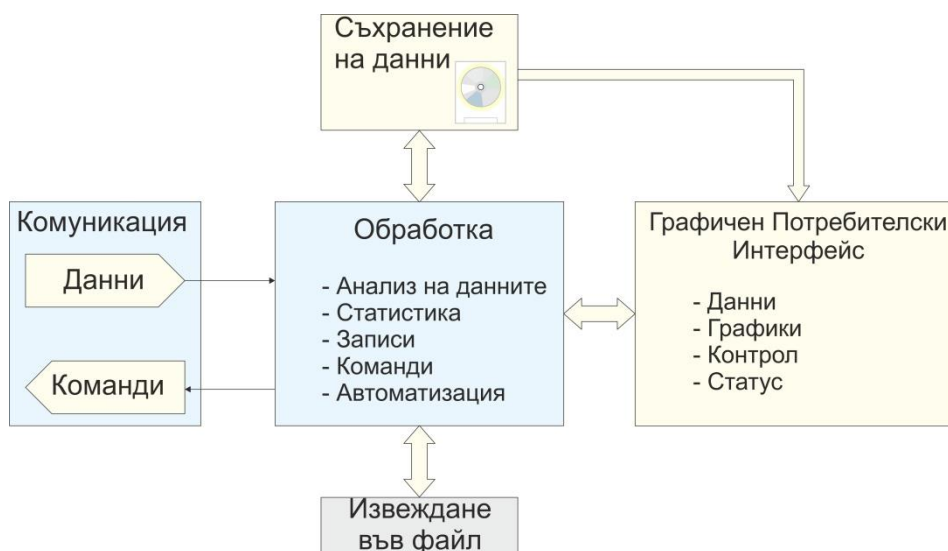 Съхранение
на данни
Комуникация
Данни
Команди
Обработка
- Анализ на данните
- Статистика
- Записи
- Команди
- Автоматизация
Графичен Потребителски
Интерфейс
- Данни
- Графики
- Контрол
- Статус
Извеждане
във файл